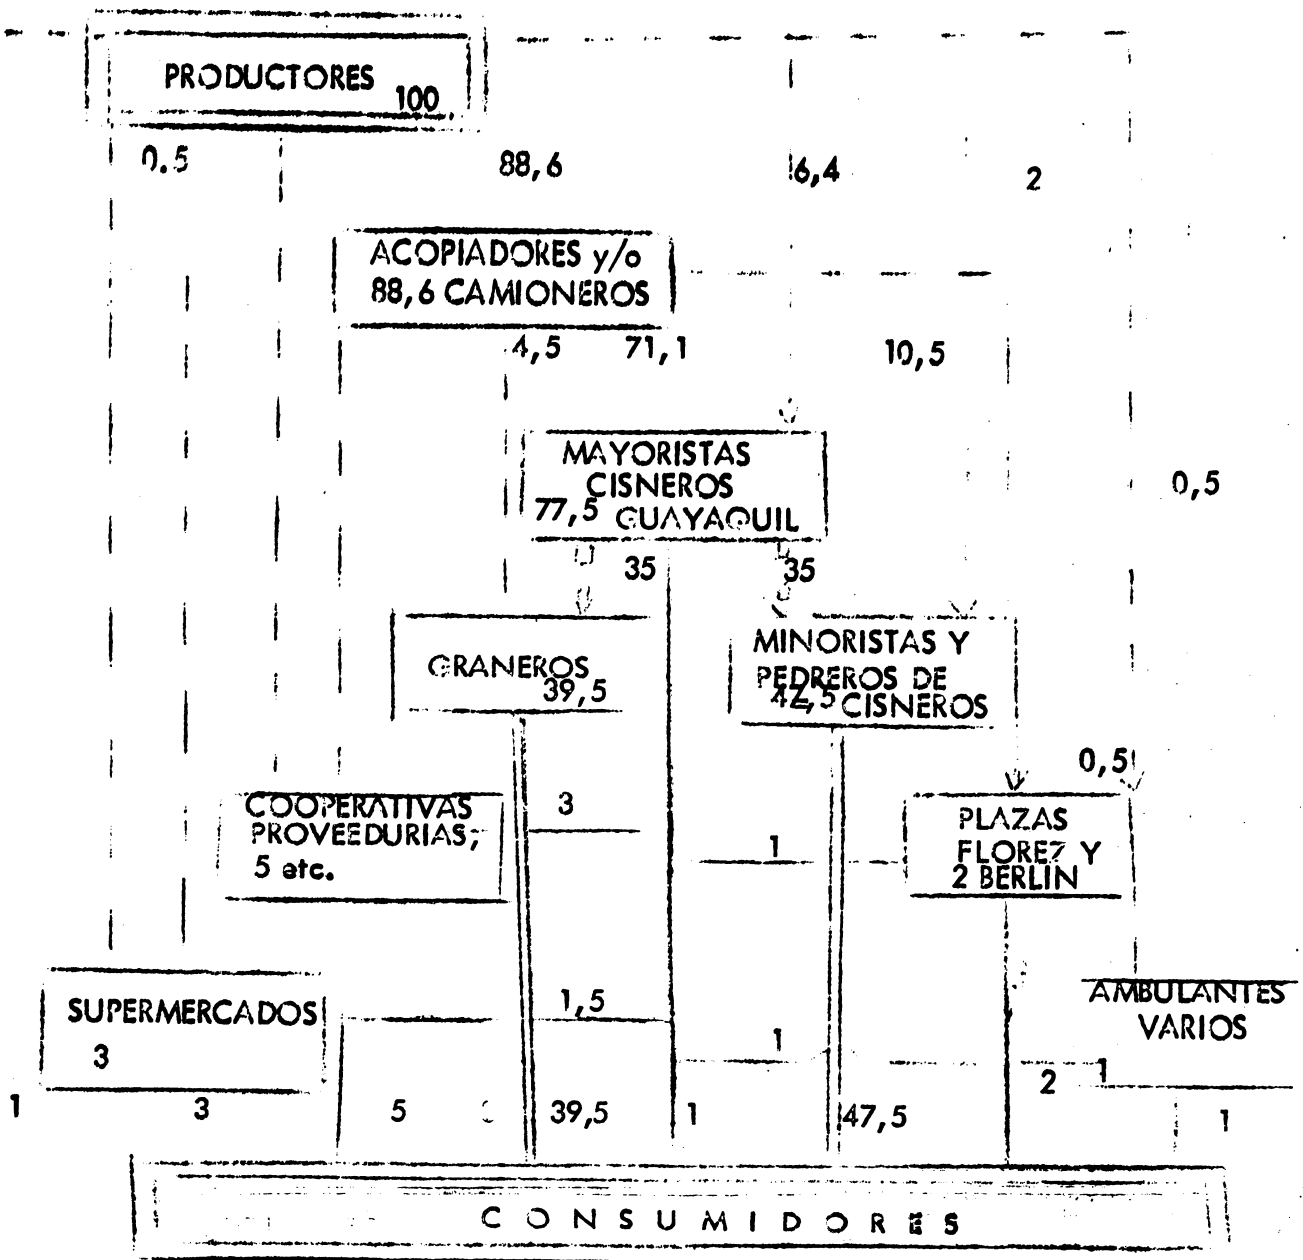 PRODUCTORES
100
0.5
88,6
6,4
2
ACOPIADORES y/o
88,6 CAMIONEROS
4,5
71,1
10,5
MAYORISTAS
CISNEROS
77,5 GUAYAQUIL
0,5
35
35
GRANEROS
39,5
MINORISTAS Y
PEDREROS DE
42,5 CISNEROS
0,5
COOPERATIVAS
PROVEEDURIAS,
5 etc.
3
1
PLAZAS
FLOREZ Y
2 BERLIN
SUPERMERCADOS
3
1,5
1
AMBULANTES
VARIOS
1
1
3
5
39,5
1
47,5
2
1
CONSUMIDORES